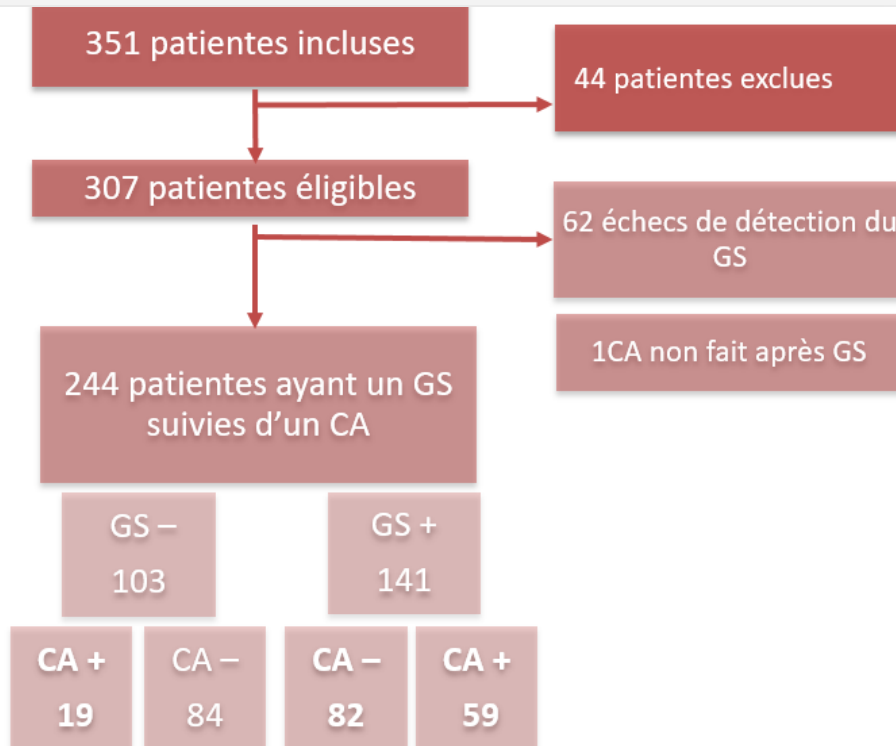 351 patientes incluses
44 patientes exclues
307 patientes éligibles
62 échecs de détection du
GS
1CA non fait après GS
244 patientes ayant un GS
suivies d'un CA
GS –
103
GS +
141
CA +
19
CA –
84
CA –
82
CA +
59